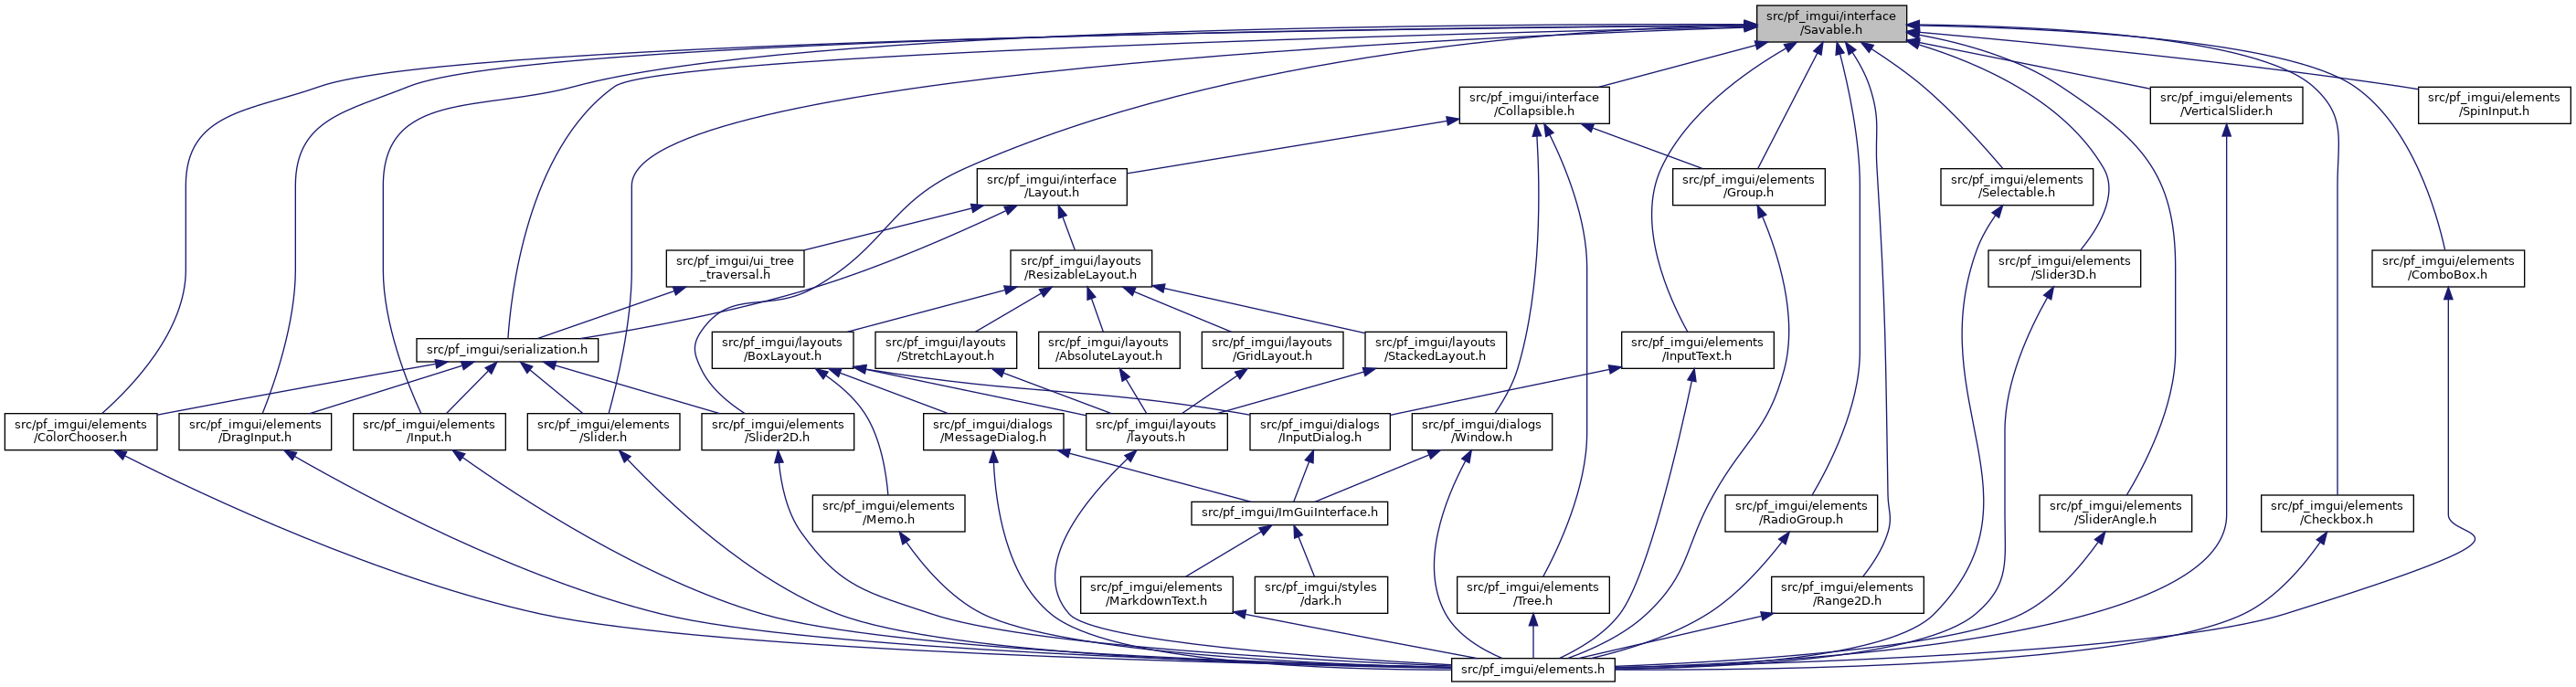 src/pf_imgui/interface
/Savable.h
src/pf_imgui/interface
/Collapsible.h
src/pf_imgui/elements
/VerticalSlider.h
src/pf_imgui/elements
/SpinInput.h
src/pf_imgui/interface
/Layout.h
src/pf_imgui/elements
/Group.h
src/pf_imgui/elements
/Selectable.h
src/pf_imgui/ui_tree
_traversal.h
src/pf_imgui/layouts
/ResizableLayout.h
src/pf_imgui/elements
/Slider3D.h
src/pf_imgui/elements
/ComboBox.h
src/pf_imgui/serialization.h
src/pf_imgui/layouts
/BoxLayout.h
src/pf_imgui/layouts
/StretchLayout.h
src/pf_imgui/layouts
/AbsoluteLayout.h
src/pf_imgui/layouts
/GridLayout.h
src/pf_imgui/layouts
/StackedLayout.h
src/pf_imgui/elements
/InputText.h
src/pf_imgui/elements
/ColorChooser.h
src/pf_imgui/elements
/DragInput.h
src/pf_imgui/elements
/Input.h
src/pf_imgui/elements
/Slider.h
src/pf_imgui/elements
/Slider2D.h
src/pf_imgui/dialogs
/MessageDialog.h
src/pf_imgui/layouts
/layouts.h
src/pf_imgui/dialogs
/InputDialog.h
src/pf_imgui/dialogs
/Window.h
src/pf_imgui/elements
/Memo.h
src/pf_imgui/ImGuiInterface.h
src/pf_imgui/elements
/RadioGroup.h
src/pf_imgui/elements
/SliderAngle.h
src/pf_imgui/elements
/Checkbox.h
src/pf_imgui/elements
/MarkdownText.h
src/pf_imgui/styles
/dark.h
src/pf_imgui/elements
/Tree.h
src/pf_imgui/elements
/Range2D.h
src/pf_imgui/elements.h